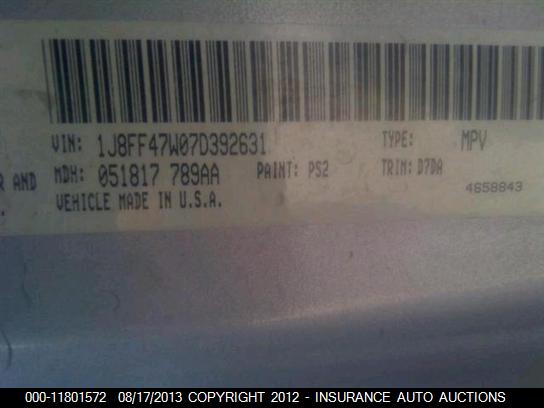 VIN: 1J8FF47W07D392631 TYPE: MPV
R AND MDH: 051817 789AA PAINT: PS2 TRIM: D7DA
VEHICLE MADE IN U.S.A. 4658843
000-11801572 08/17/2013 COPYRIGHT 2012 - INSURANCE AUTO AUCTIONS